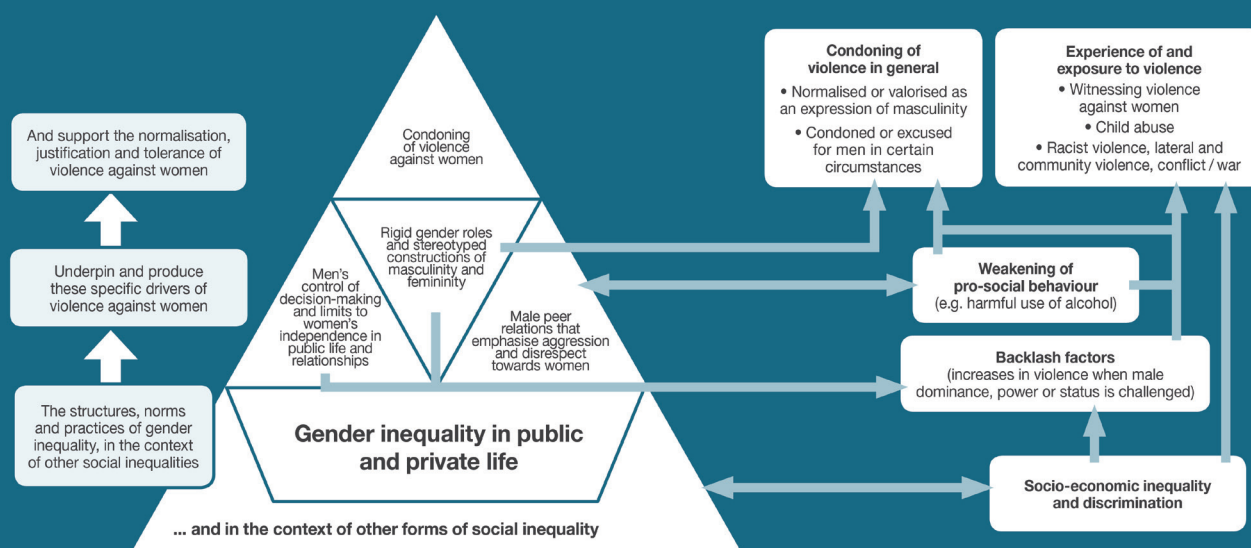 And support the normalisation,
justification and tolerance of
violence against women
Underpin and produce
these specific drivers of
violence against women
The structures, norms
and practices of gender
inequality, in the context
of other social inequalities
Condoning
of violence
against women
Men's
control of
decision-making
and limits to
women's
independence in
public life and
relationships
Rigid gender roles
and stereotyped
constructions of
masculinity and
femininity
Male peer
relations that
emphasise aggression
and disrespect
towards women
Gender inequality in public
and private life
... and in the context of other forms of social inequality
Condoning of
violence in general
• Normalised or valorised as
an expression of masculinity
• Condoned or excused
for men in certain
circumstances
Experience of and
exposure to violence
• Witnessing violence
against women
• Child abuse
• Racist violence, lateral and
community violence, conflict / war
Weakening of
pro-social behaviour
(e.g. harmful use of alcohol)
Backlash factors
(increases in violence when male
dominance, power or status is challenged)
Socio-economic inequality
and discrimination